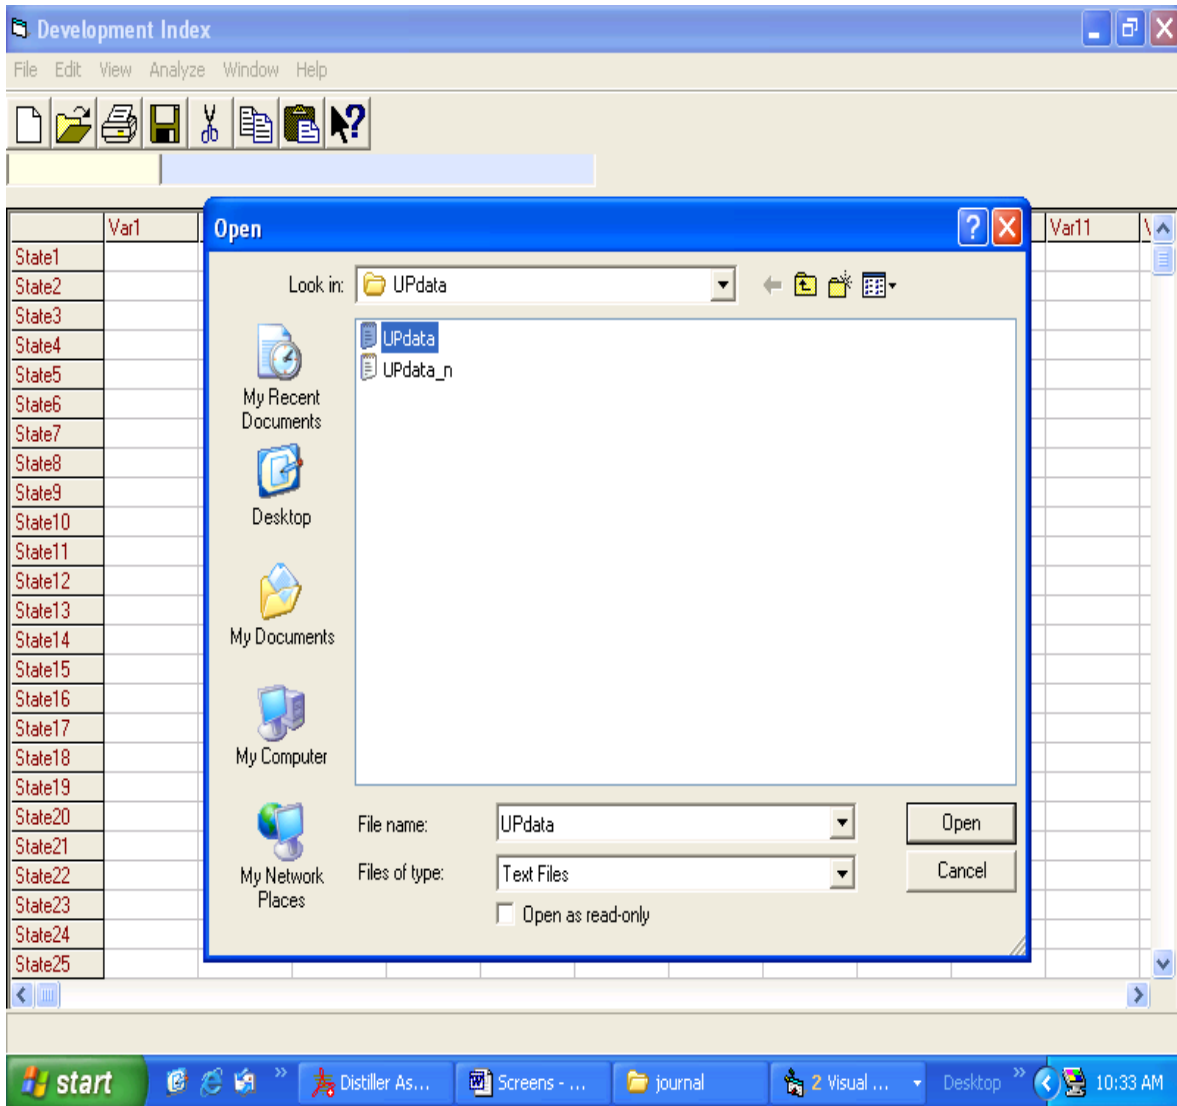 Development Index
File Edit View Analyze Window Help
Var1
Var11
State1
State2
State3
State4
State5
State6
State7
State8
State9
State10
State11
State12
State13
State14
State15
State16
State17
State18
State19
State20
State21
State22
State23
State24
State25
Open
Look in: UPdata
UPdata
UPdata_n
My Recent
Documents
Desktop
My Documents
My Computer
My Network
Places
File name: UPdata Open
Files of type: Text Files Cancel
Open as read-only
start Distiller As... Screens - ... journal 2 Visual ... Desktop 10:33 AM